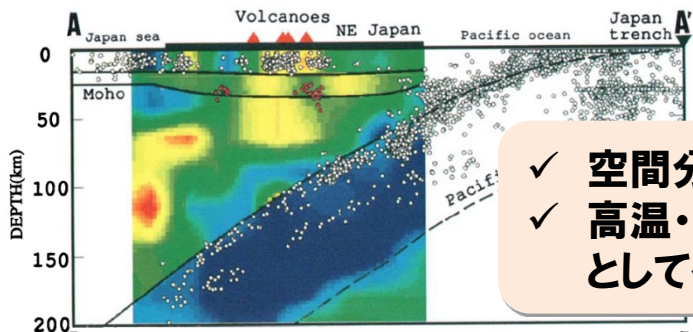 A Volcanoes Japan A'
Japan sea NE Japan Pacific ocean trench
0
Moho
50
100
150
200
DEPTH(km)
Pacifi
✓ 空間分
✓ 高温・
として